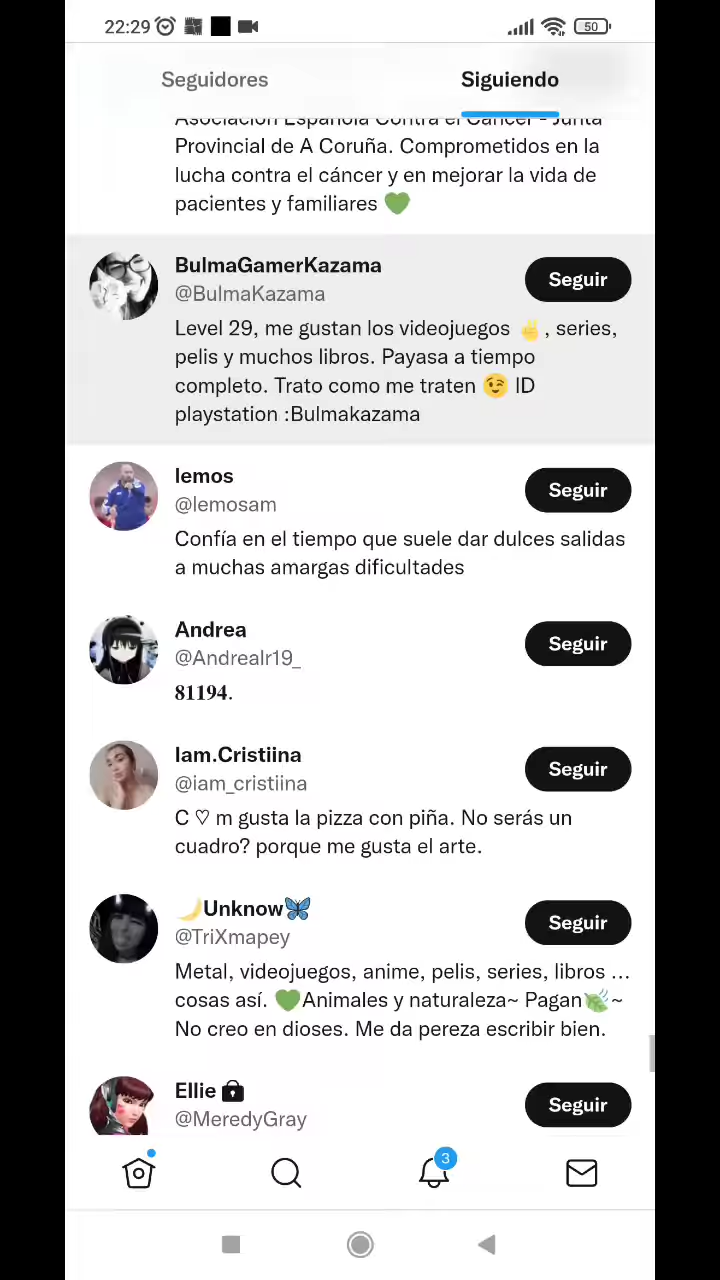 22:29
50
Seguidores
Siguiendo
Asociación Española Contra el Cáncer - Junta
Provincial de A Coruña. Comprometidos en la
lucha contra el cáncer y en mejorar la vida de
pacientes y familiares 💚
BulmaGamerKazama
Seguir
@BulmaKazama
Level 29, me gustan los videojuegos ✌️, series,
pelis y muchos libros. Payasa a tiempo
completo. Trato como me traten 😉 ID
playstation :Bulmakazama
lemos
Seguir
@lemosam
Confía en el tiempo que suele dar dulces salidas
a muchas amargas dificultades
Andrea
Seguir
@Andrealr19_
81194.
Iam.Cristiina
Seguir
@iam_cristiina
C ♡ m gusta la pizza con piña. No serás un
cuadro? porque me gusta el arte.
🌙Unknow🦋
Seguir
@TriXmapey
Metal, videojuegos, anime, pelis, series, libros ...
cosas así. 💚Animales y naturaleza~ Pagan🍃~
No creo en dioses. Me da pereza escribir bien.
Ellie 🔒
Seguir
@MeredyGray
3